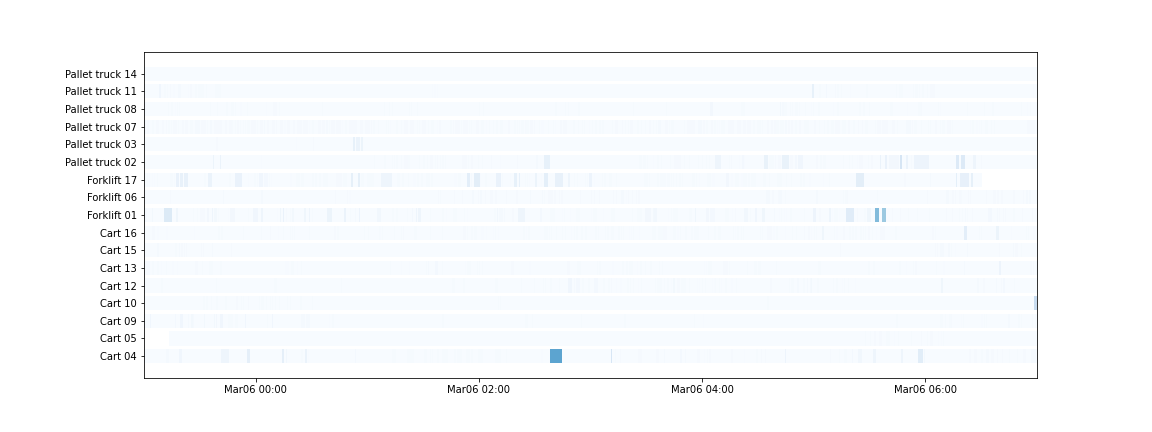 Pallet truck 14
Pallet truck 11
Pallet truck 08
Pallet truck 07
Pallet truck 03
Pallet truck 02
Forklift 17
Forklift 06
Forklift 01
Cart 16
Cart 15
Cart 13
Cart 12
Cart 10
Cart 09
Cart 05
Cart 04
Mar06 00:00 Mar06 02:00 Mar06 04:00 Mar06 06:00